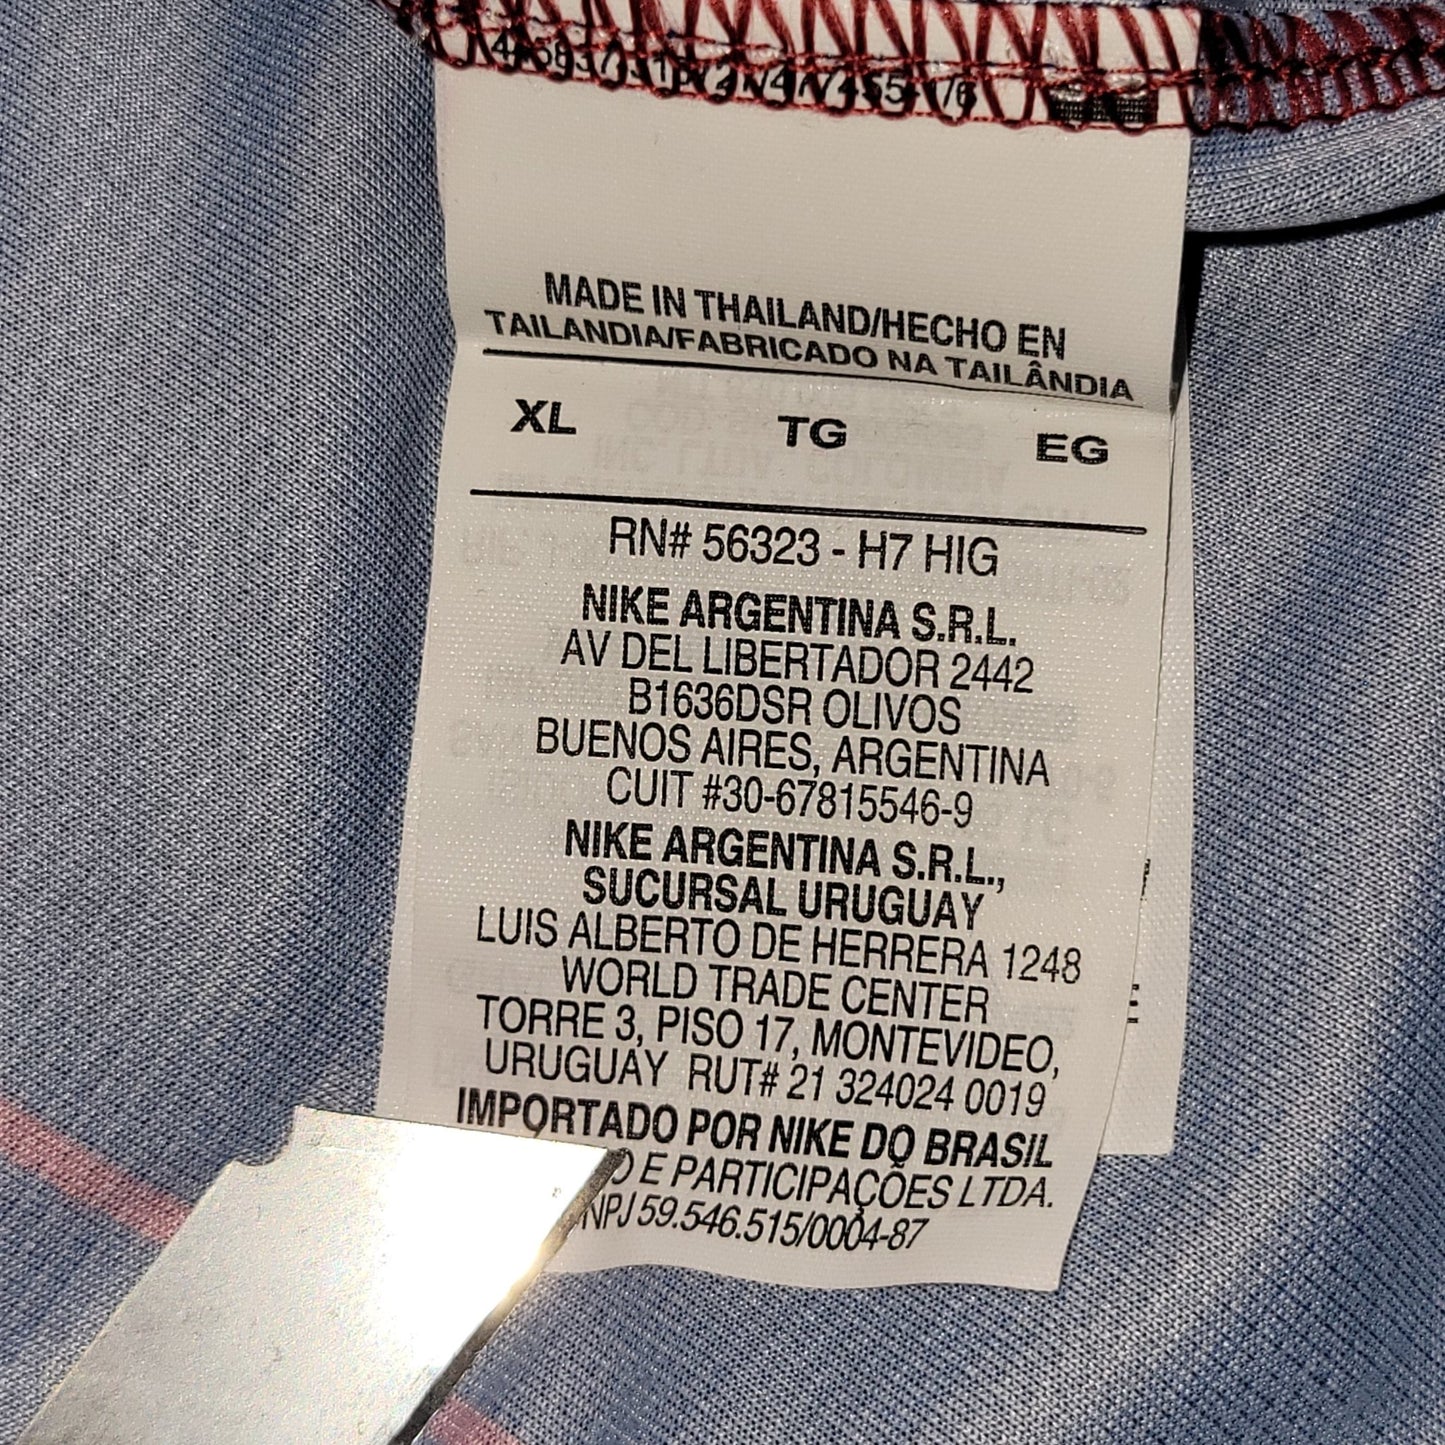 MADE IN THAILAND/HECHO EN
TAILANDIA/FABRICADO NA TAILÂNDIA
XL TG EG
RN# 56323 - H7 HIG
NIKE ARGENTINA S.R.L.
AV DEL LIBERTADOR 2442
B1636DSR OLIVOS
BUENOS AIRES, ARGENTINA
CUIT #30-67815546-9
NIKE ARGENTINA S.R.L.,
SUCURSAL URUGUAY
LUIS ALBERTO DE HERRERA 1248
WORLD TRADE CENTER
TORRE 3, PISO 17, MONTEVIDEO,
URUGUAY RUT# 21 324024 0019
IMPORTADO POR NIKE DO BRASIL
E PARTICIPAÇÕES LTDA.
59.546.515/0004-87